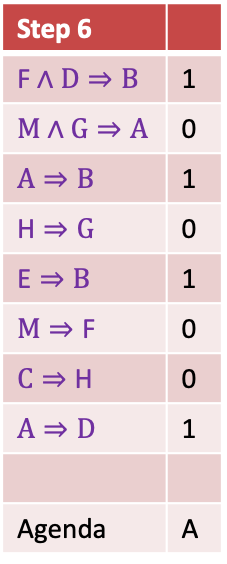 Step 6
F ∧ D ⇒ B 1
M ∧ G ⇒ A 0
A ⇒ B 1
H ⇒ G 0
E ⇒ B 1
M ⇒ F 0
C ⇒ H 0
A ⇒ D 1
Agenda A